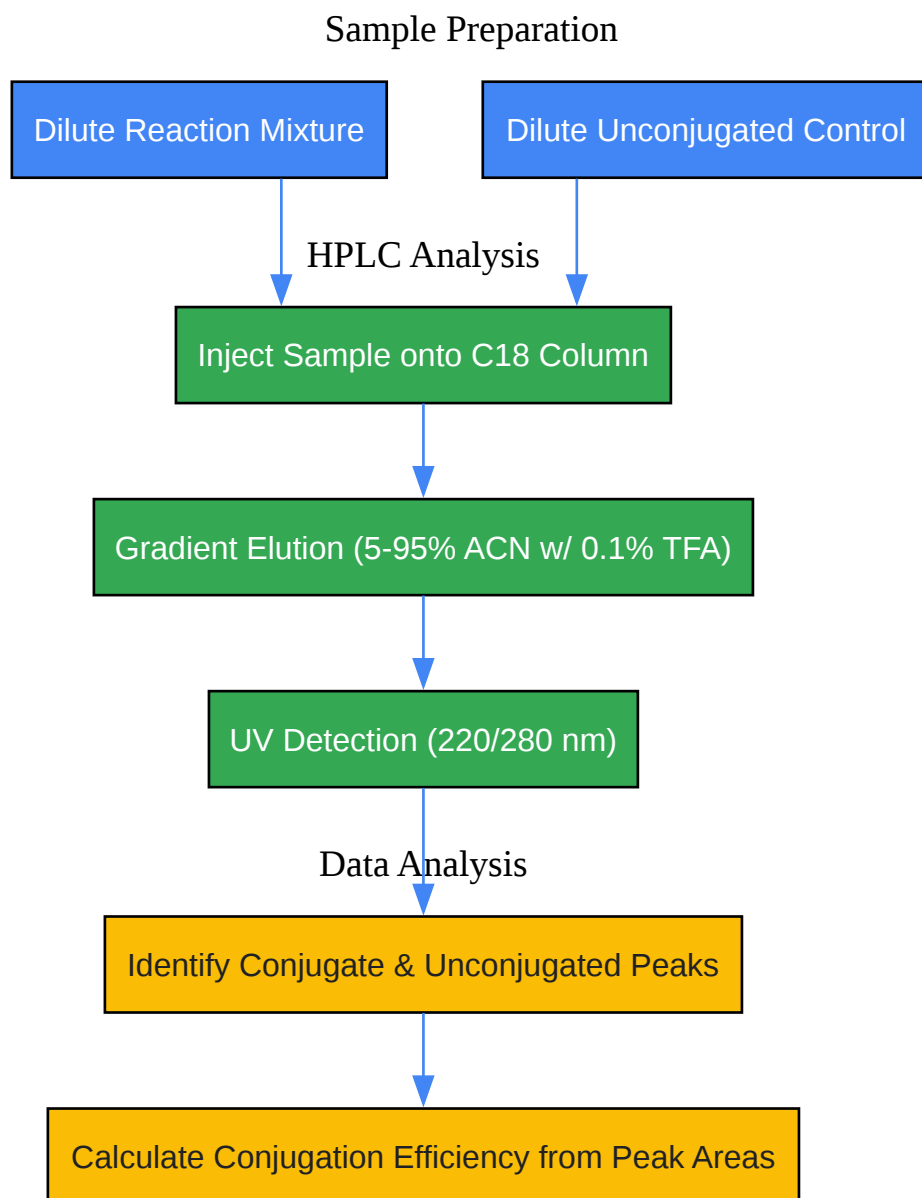 Sample Preparation
Dilute Reaction Mixture
Dilute Unconjugated Control
HPLC Analysis
Inject Sample onto C18 Column
Gradient Elution (5-95% ACN w/ 0.1% TFA)
UV Detection (220/280 nm)
Data Analysis
Identify Conjugate & Unconjugated Peaks
Calculate Conjugation Efficiency from Peak Areas